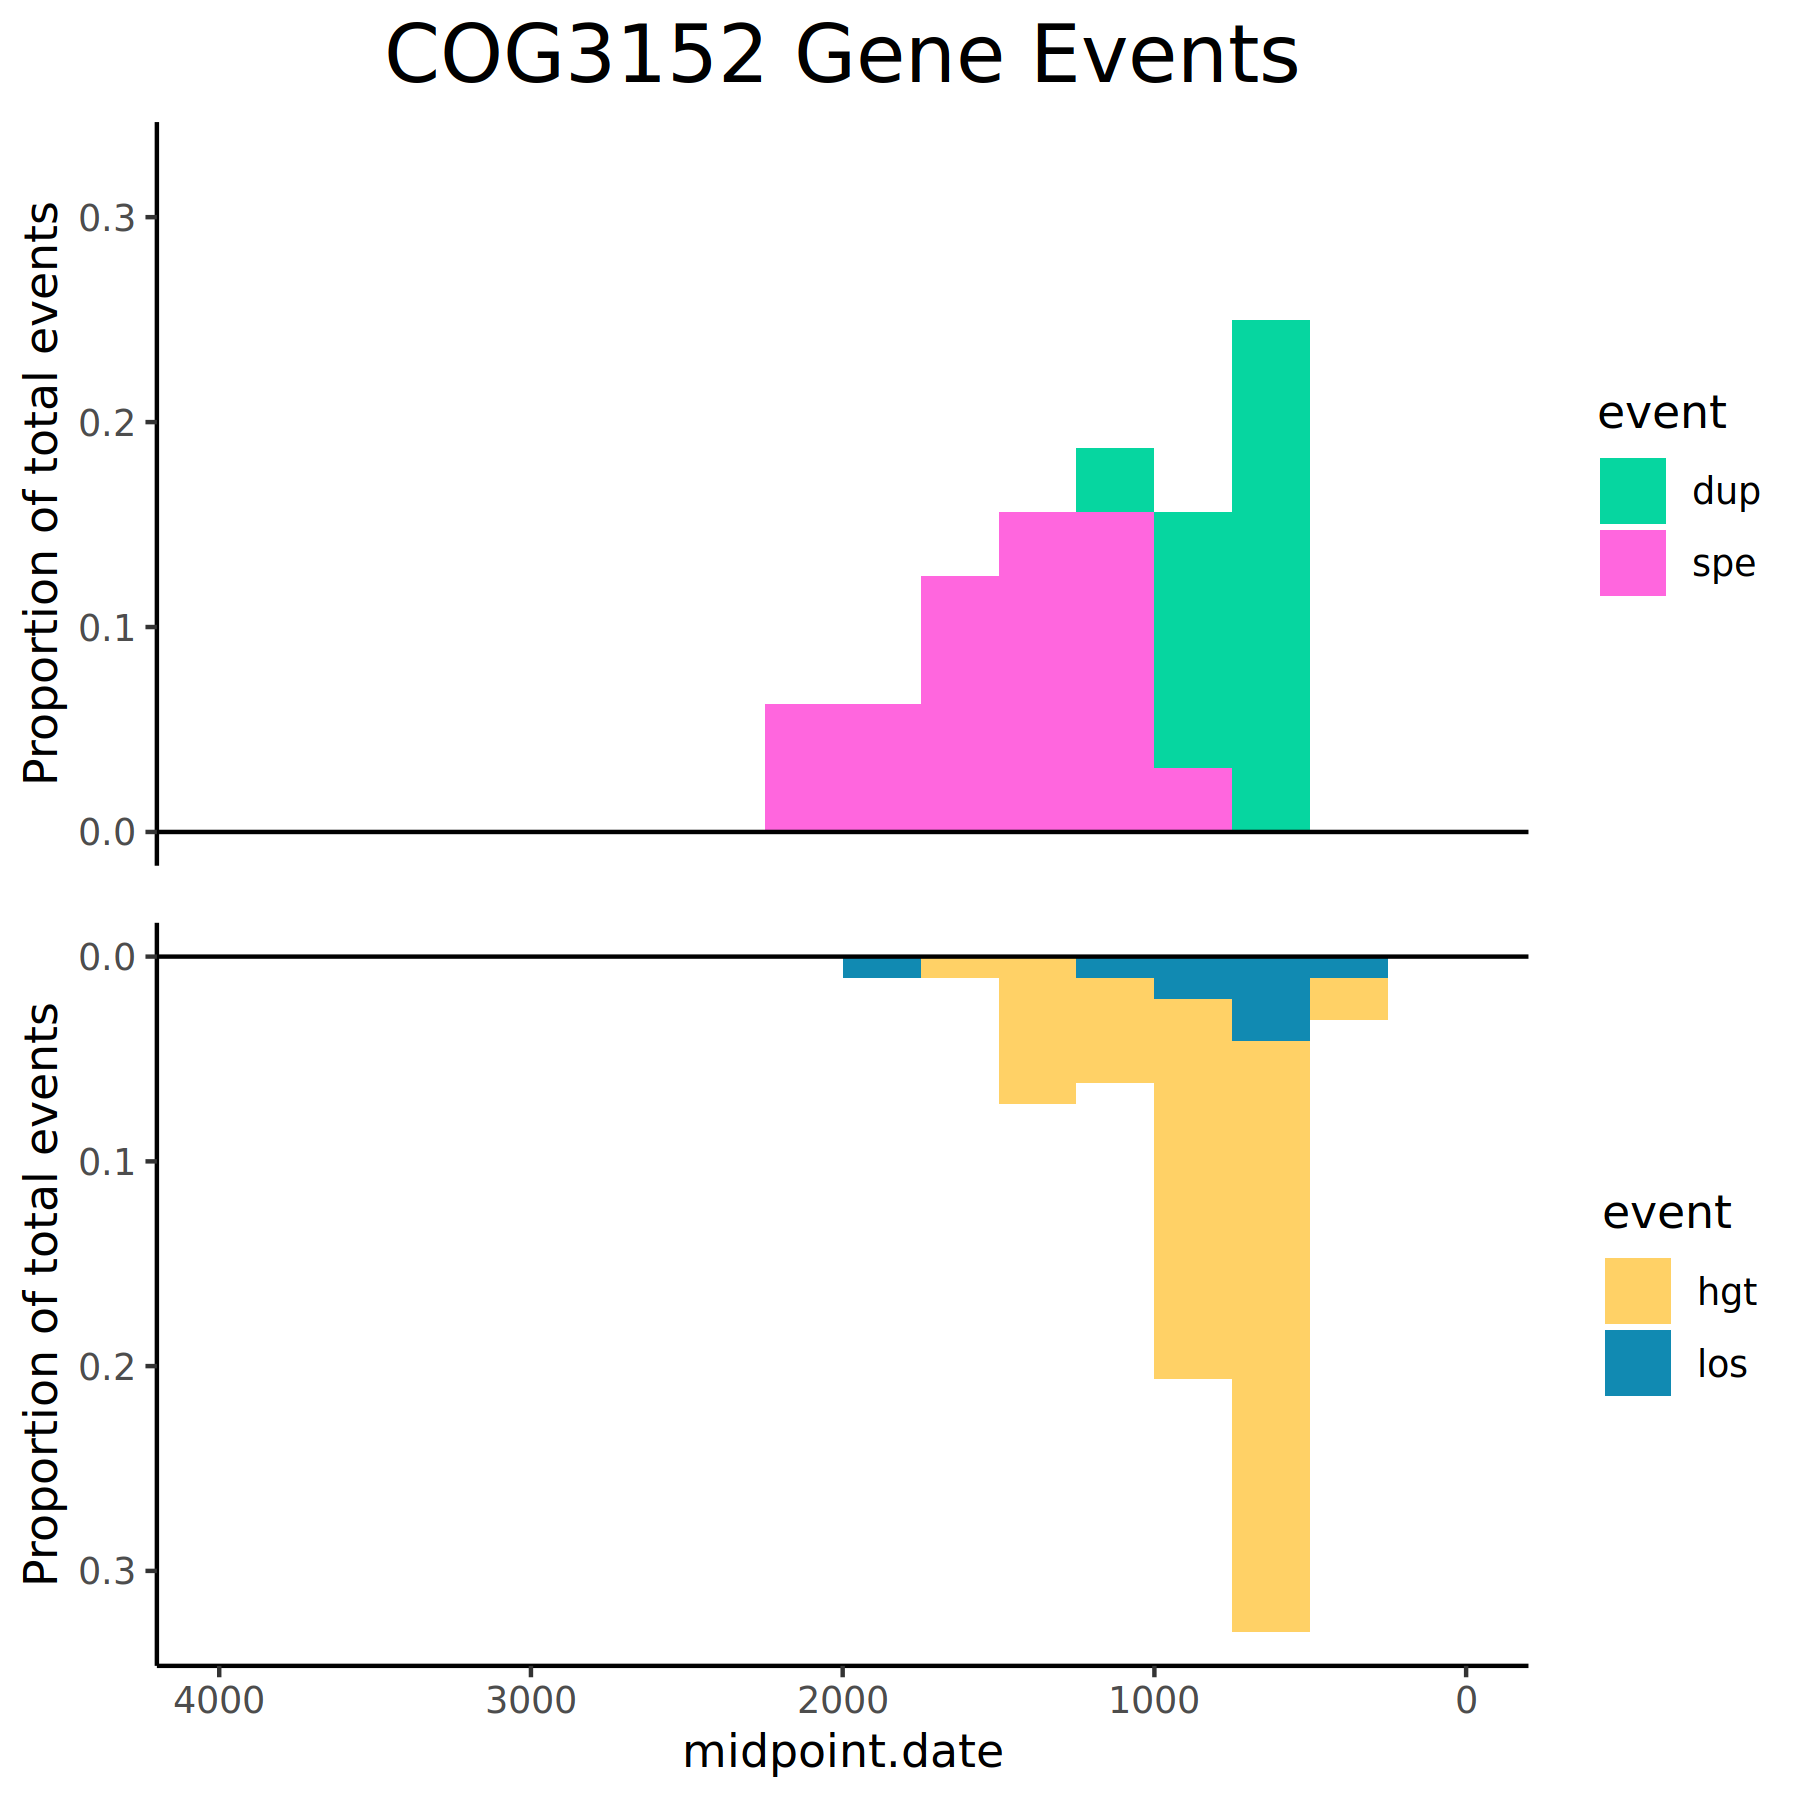 COG3152 Gene Events
Proportion of total events
0.3
0.2
0.1
0.0
event
dup
spe
Proportion of total events
0.0
0.1
0.2
0.3
event
hgt
los
4000 3000 2000 1000 0
midpoint.date